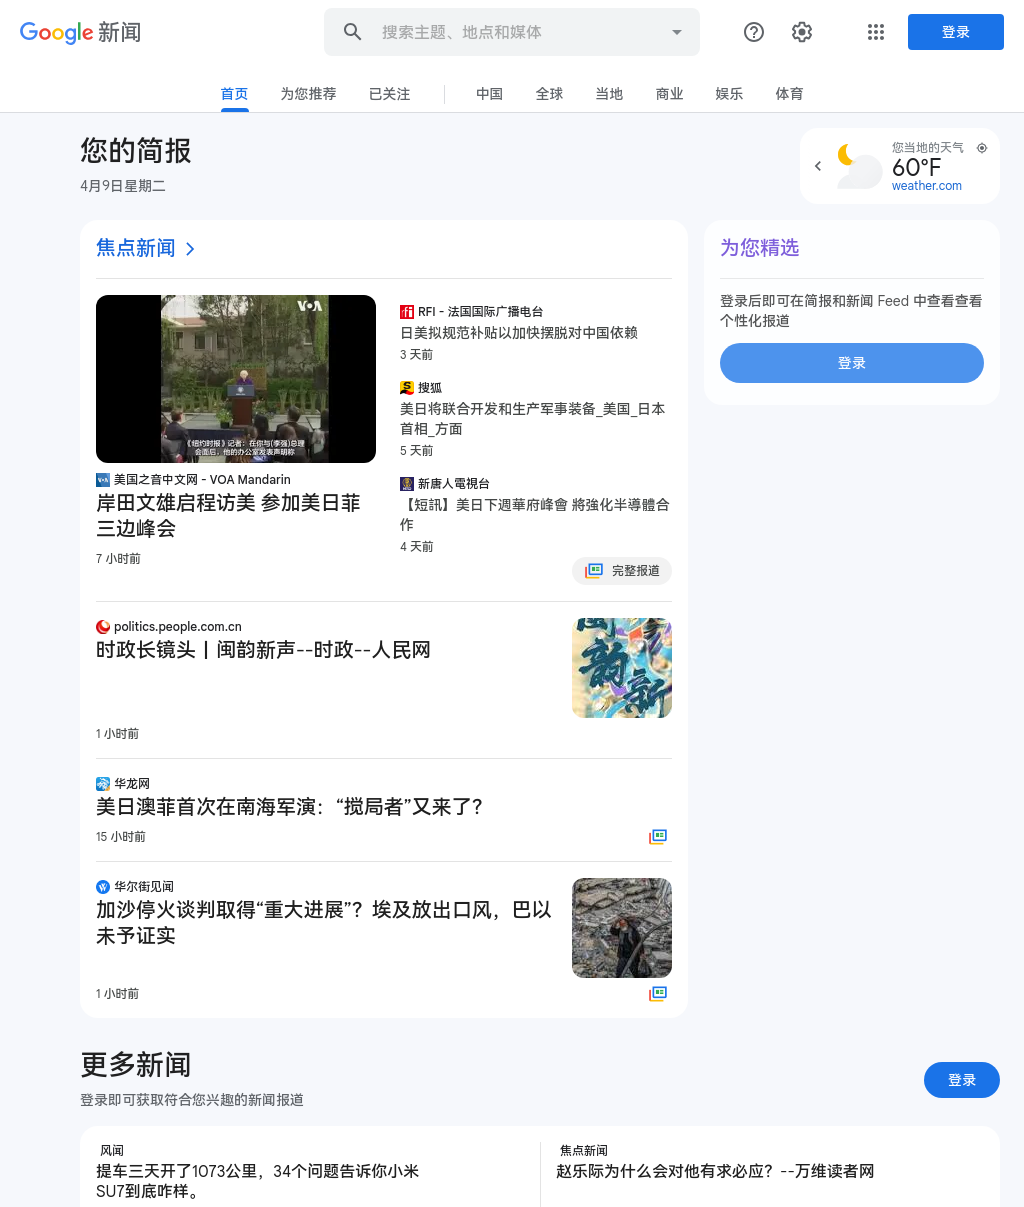 Google 新闻
搜索主题、地点和媒体
登录
首页
为您推荐
已关注
中国
全球
当地
商业
娱乐
体育
您的简报
4月9日星期二
您当地的天气
60°F
weather.com
焦点新闻
VOA
《纽约时报》记者：在你与(李强)总理
会面后，他的办公室发表声明称
美国之音中文网 - VOA Mandarin
岸田文雄启程访美 参加美日菲
三边峰会
7 小时前
RFI - 法国国际广播电台
日美拟规范补贴以加快摆脱对中国依赖
3 天前
搜狐
美日将联合开发和生产军事装备_美国_日本
首相_方面
5 天前
新唐人電視台
【短訊】美日下週華府峰會 將強化半導體合
作
4 天前
完整报道
politics.people.com.cn
时政长镜头丨闽韵新声--时政--人民网
闽韵新
1 小时前
华龙网
美日澳菲首次在南海军演：“搅局者”又来了？
15 小时前
华尔街见闻
加沙停火谈判取得“重大进展”？埃及放出口风，巴以
未予证实
1 小时前
为您精选
登录后即可在简报和新闻 Feed 中查看查看
个性化报道
登录
更多新闻
登录即可获取符合您兴趣的新闻报道
登录
风闻
提车三天开了1073公里，34个问题告诉你小米
SU7到底咋样。
焦点新闻
赵乐际为什么会对他有求必应？--万维读者网